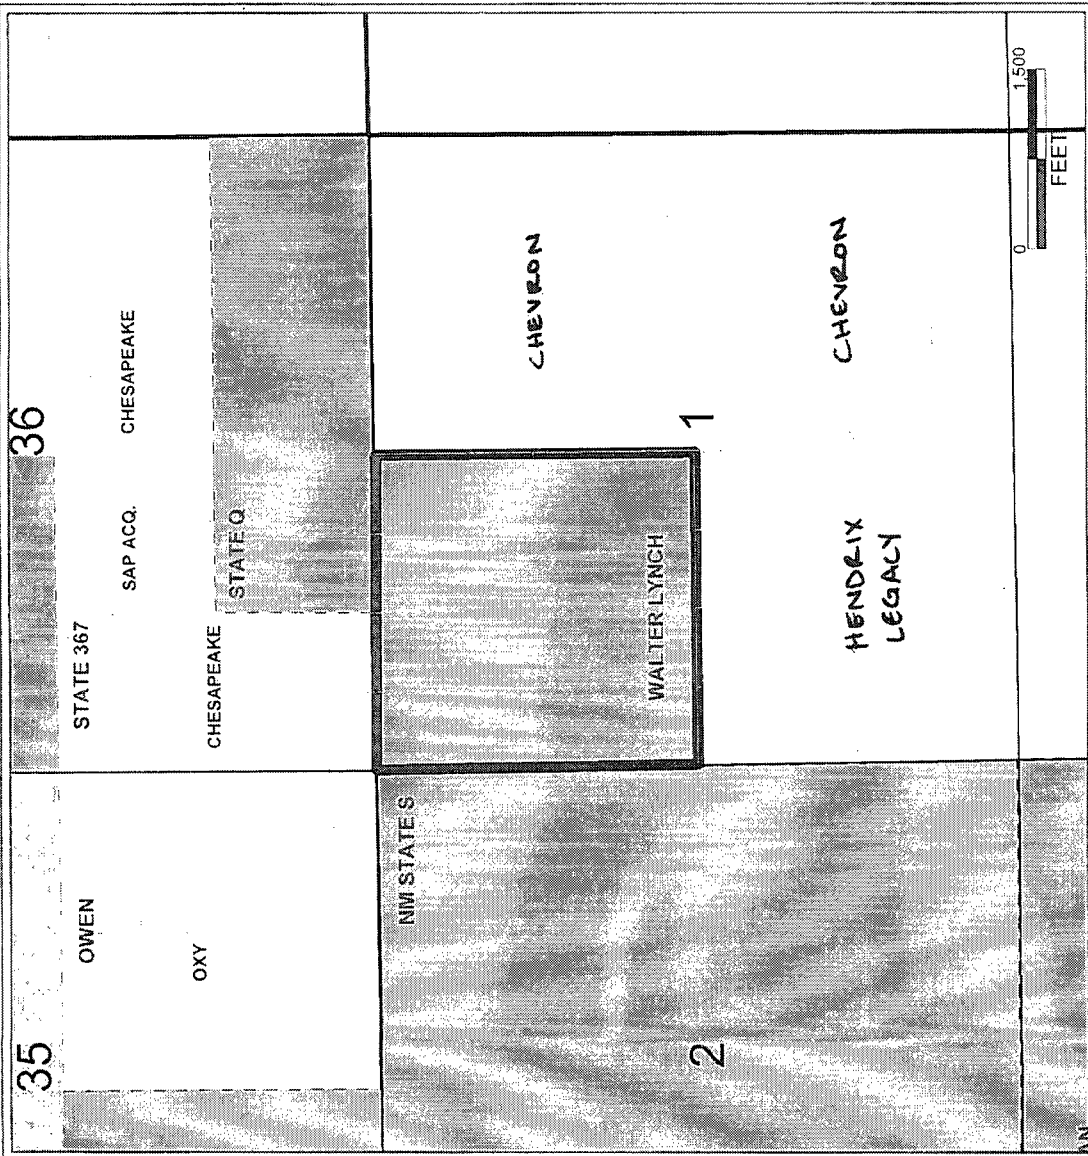 35
36
OWEN
OXY
STATE 367
CHESAPEAKE
SAP ACQ.
CHESAPEAKE
STATE Q
NM STATE S
WALTER LYNCH
CHEVRON
1
2
HENDRIX
LEGACY
CHEVRON
0
1,500
FEET